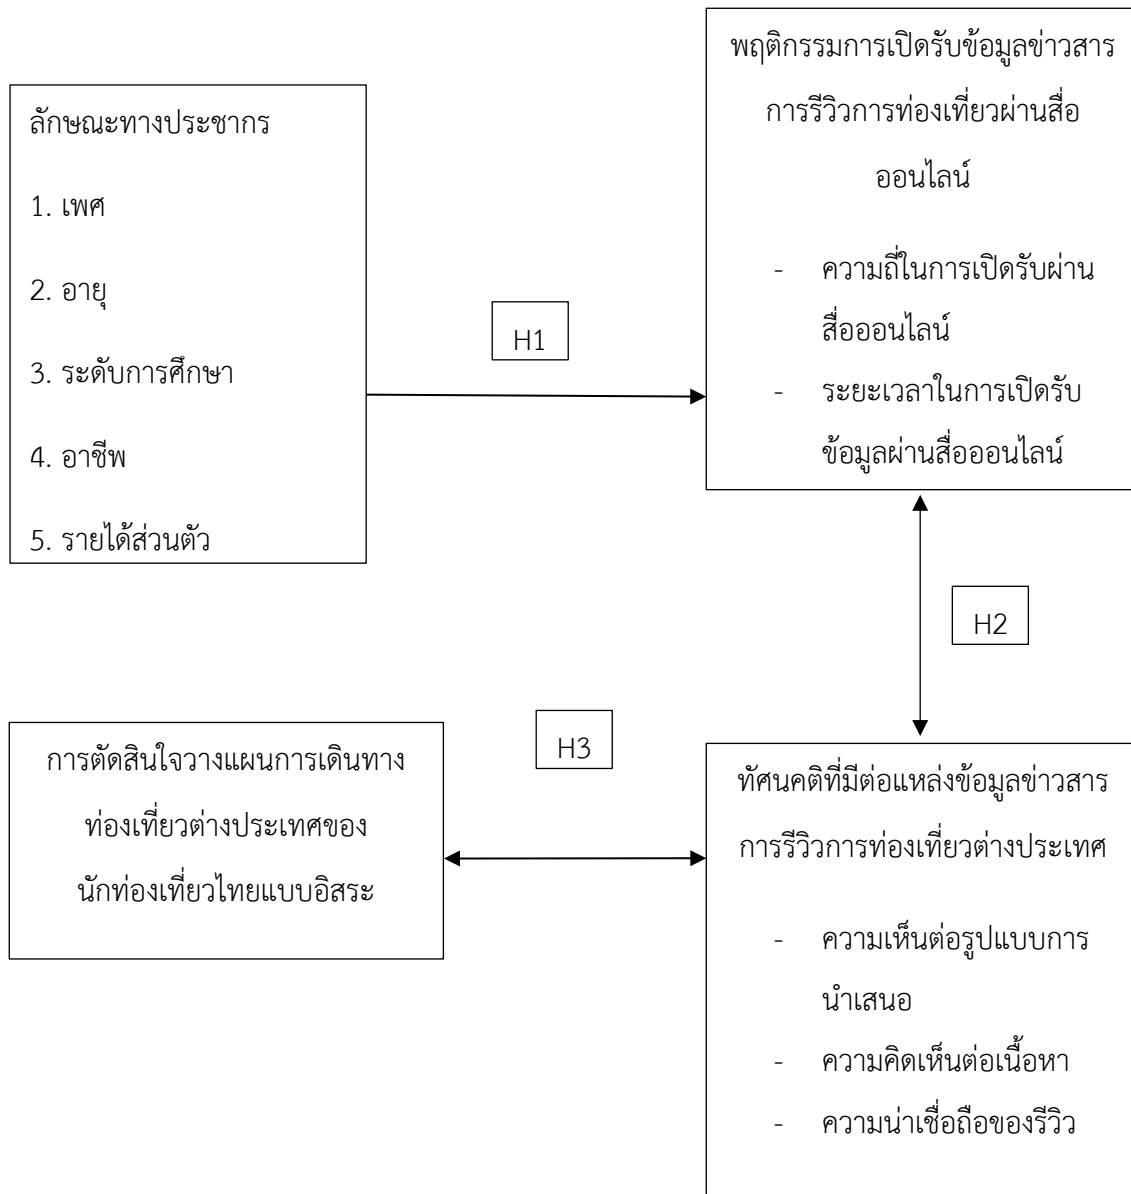 ลักษณะทางประชากร
1. เพศ
2. อายุ
3. ระดับการศึกษา
4. อาชีพ
5. รายได้ส่วนตัว
H1
พฤติกรรมการเปิดรับข้อมูลข่าวสาร
การรีวิวการท่องเที่ยวผ่านสื่อ
ออนไลน์
- ความถี่ในการเปิดรับผ่าน
สื่อออนไลน์
- ระยะเวลาในการเปิดรับ
ข้อมูลผ่านสื่อออนไลน์
H2
การตัดสินใจวางแผนการเดินทาง
ท่องเที่ยวต่างประเทศของ
นักท่องเที่ยวไทยแบบอิสระ
H3
ทัศนคติที่มีต่อแหล่งข้อมูลข่าวสาร
การรีวิวการท่องเที่ยวต่างประเทศ
- ความเห็นต่อรูปแบบการ
นำเสนอ
- ความคิดเห็นต่อเนื้อหา
- ความน่าเชื่อถือของรีวิว